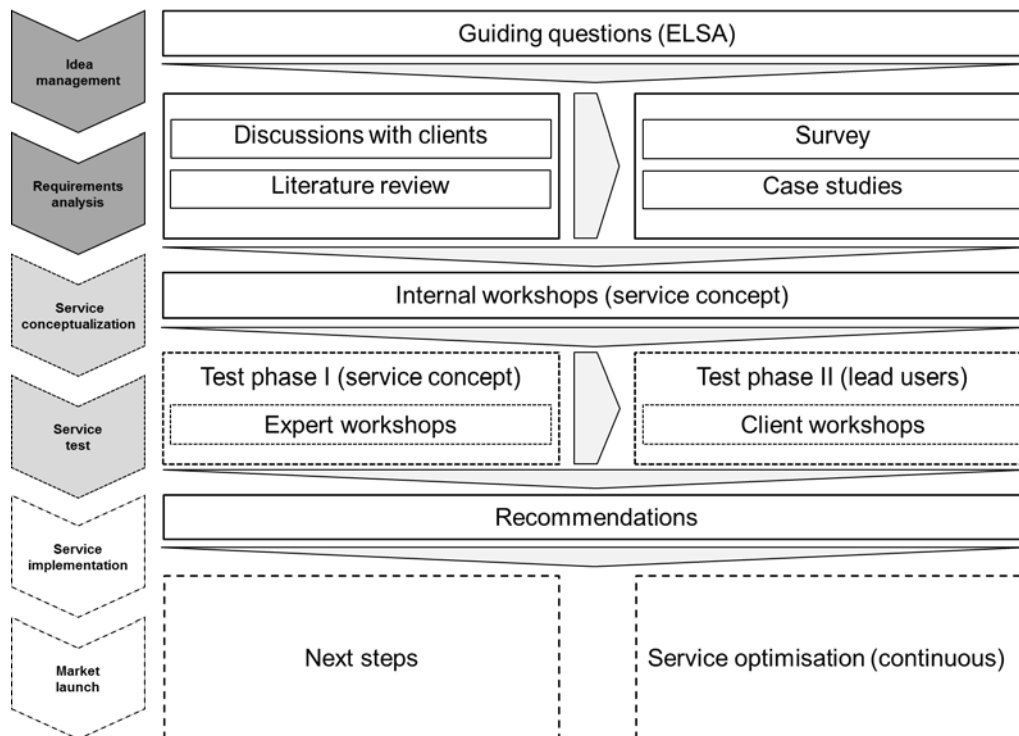 Idea
management
Guiding questions (ELSA)
Requirements
analysis
Discussions with clients
Literature review
Survey
Case studies
Service
conceptualization
Internal workshops (service concept)
Service
test
Test phase I (service concept)
Expert workshops
Test phase II (lead users)
Client workshops
Service
implementation
Recommendations
Market
launch
Next steps
Service optimisation (continuous)